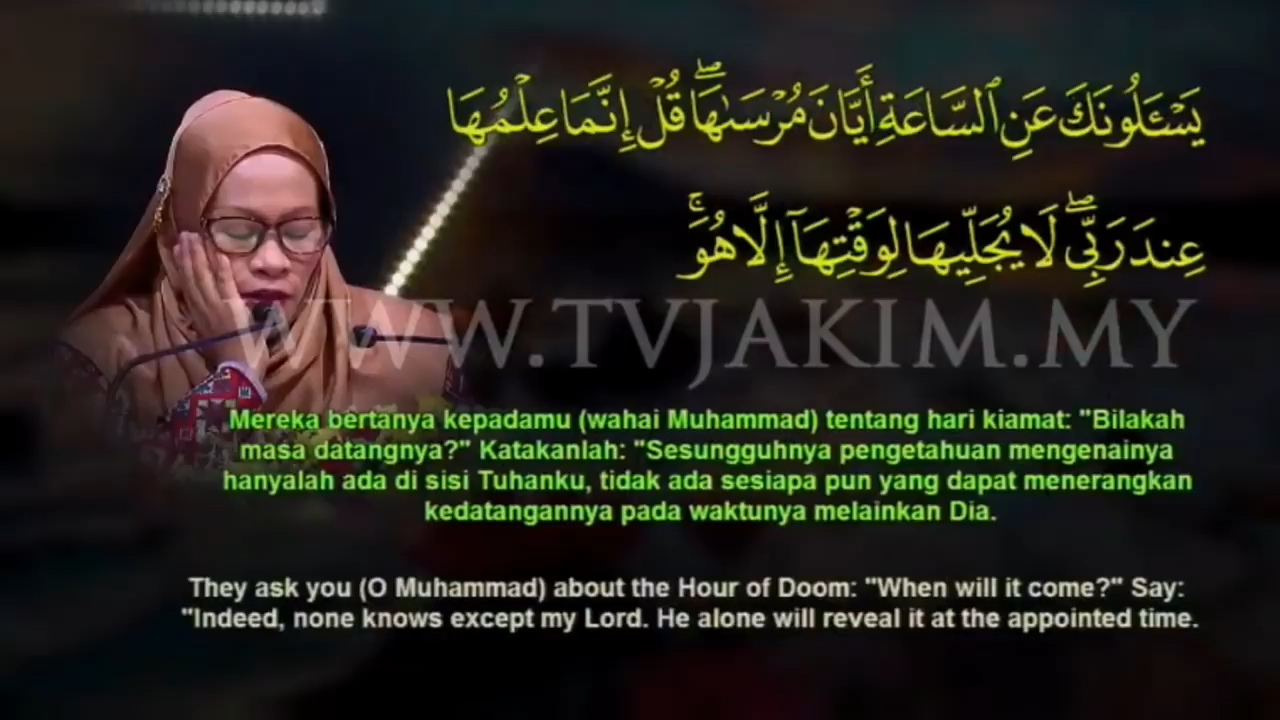 يَسْـَٔلُونَكَ عَنِ ٱلسَّاعَةِ أَيَّانَ مُرْسَىٰهَا ۖ قُلْ إِنَّمَا عِلْمُهَا
عِندَ رَبِّى ۖ لَا يُجَلِّيهَا لِوَقْتِهَآ إِلَّا هُوَ ۚ
WWW.TVJAKIM.MY
Mereka bertanya kepadamu (wahai Muhammad) tentang hari kiamat: "Bilakah
masa datangnya?" Katakanlah: "Sesungguhnya pengetahuan mengenainya
hanyalah ada di sisi Tuhanku, tidak ada sesiapa pun yang dapat menerangkan
kedatangannya pada waktunya melainkan Dia.
They ask you (O Muhammad) about the Hour of Doom: "When will it come?" Say:
"Indeed, none knows except my Lord. He alone will reveal it at the appointed time.